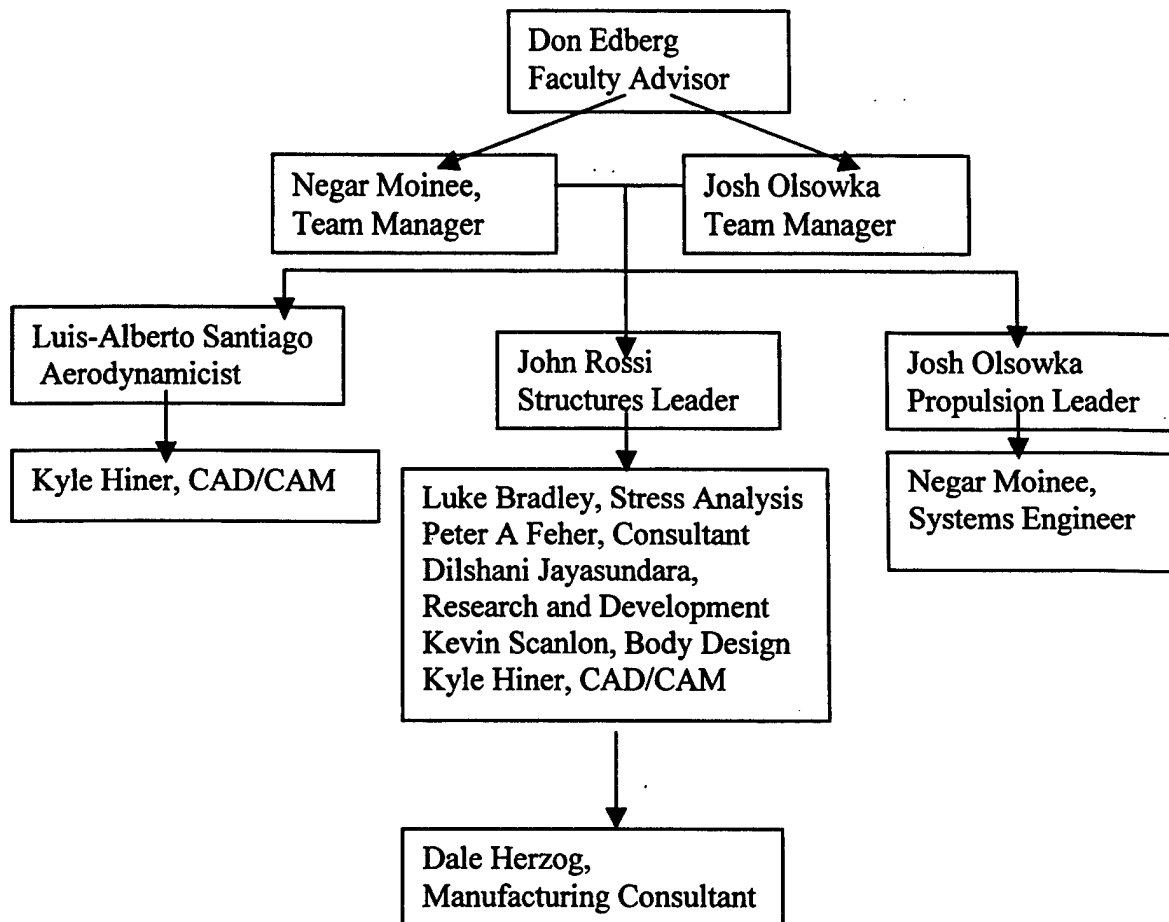 Don Edberg
Faculty Advisor
Negar Moinee,
Team Manager
Josh Olsowka
Team Manager
Luis-Alberto Santiago
Aerodynamicist
John Rossi
Structures Leader
Josh Olsowka
Propulsion Leader
Kyle Hiner, CAD/CAM
Luke Bradley, Stress Analysis
Peter A Feher, Consultant
Dilshani Jayasundara,
Research and Development
Kevin Scanlon, Body Design
Kyle Hiner, CAD/CAM
Negar Moinee,
Systems Engineer
Dale Herzog,
Manufacturing Consultant